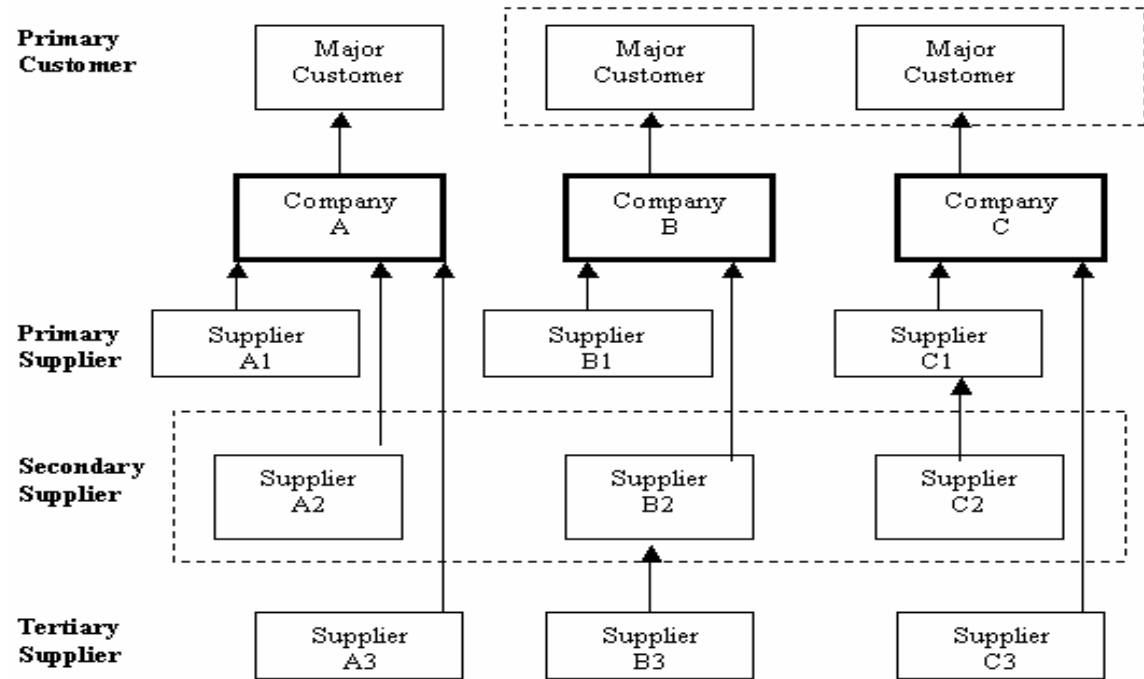 Primary
Customer
Major
Customer
Major
Customer
Major
Customer
Company
A
Company
B
Company
C
Primary
Supplier
Supplier
A1
Supplier
B1
Supplier
C1
Secondary
Supplier
Supplier
A2
Supplier
B2
Supplier
C2
Tertiary
Supplier
Supplier
A3
Supplier
B3
Supplier
C3